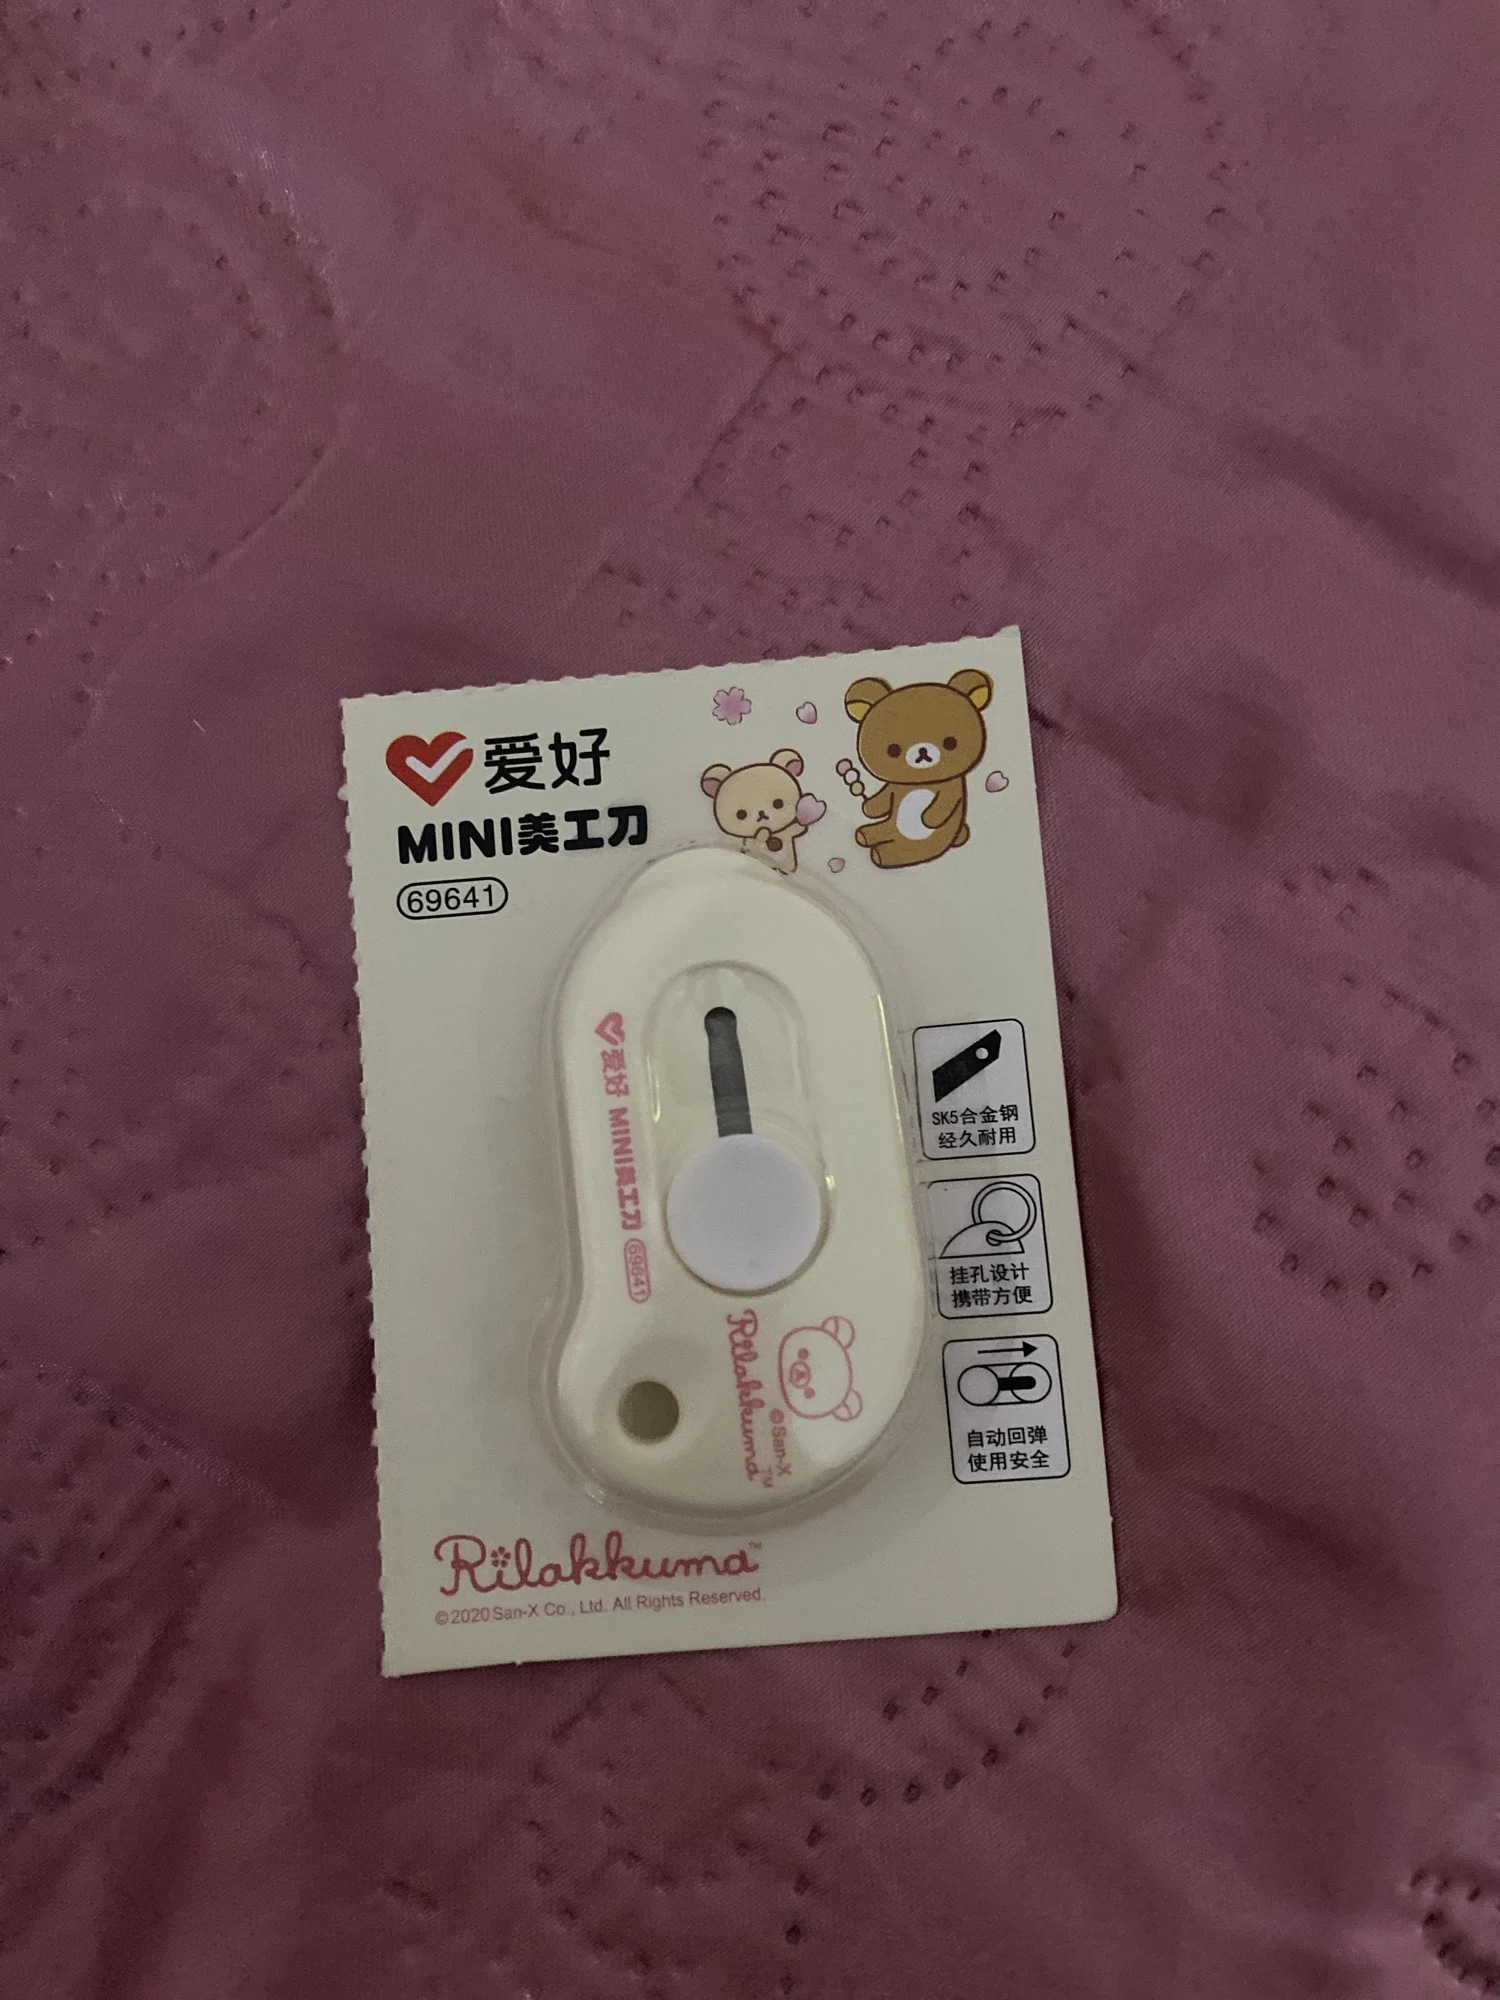 爱好
MINI美工刀
69641
爱好 MINI美工刀 69641
Rilakkuma™
©San-X
SK5合金钢
经久耐用
挂孔设计
携带方便
自动回弹
使用安全
Rilakkuma™
©2020 San-X Co., Ltd. All Rights Reserved.